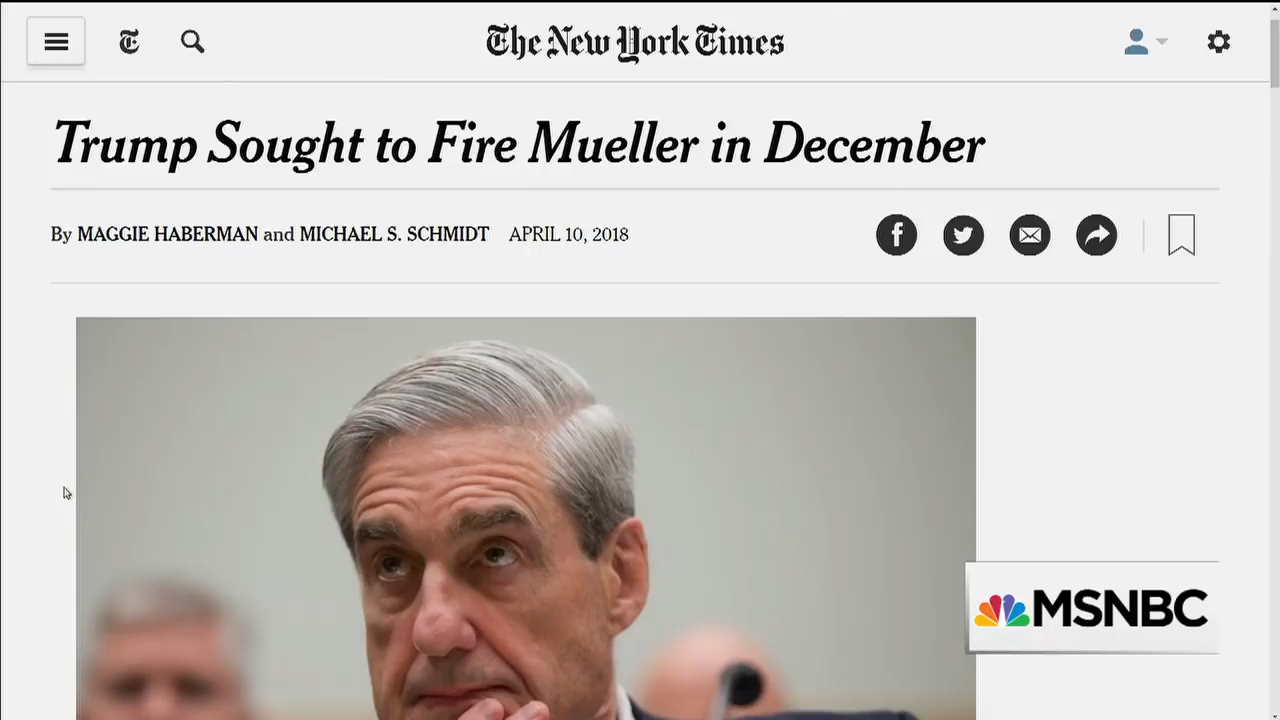 The New York Times
Trump Sought to Fire Mueller in December
By MAGGIE HABERMAN and MICHAEL S. SCHMIDT APRIL 10, 2018
MSNBC